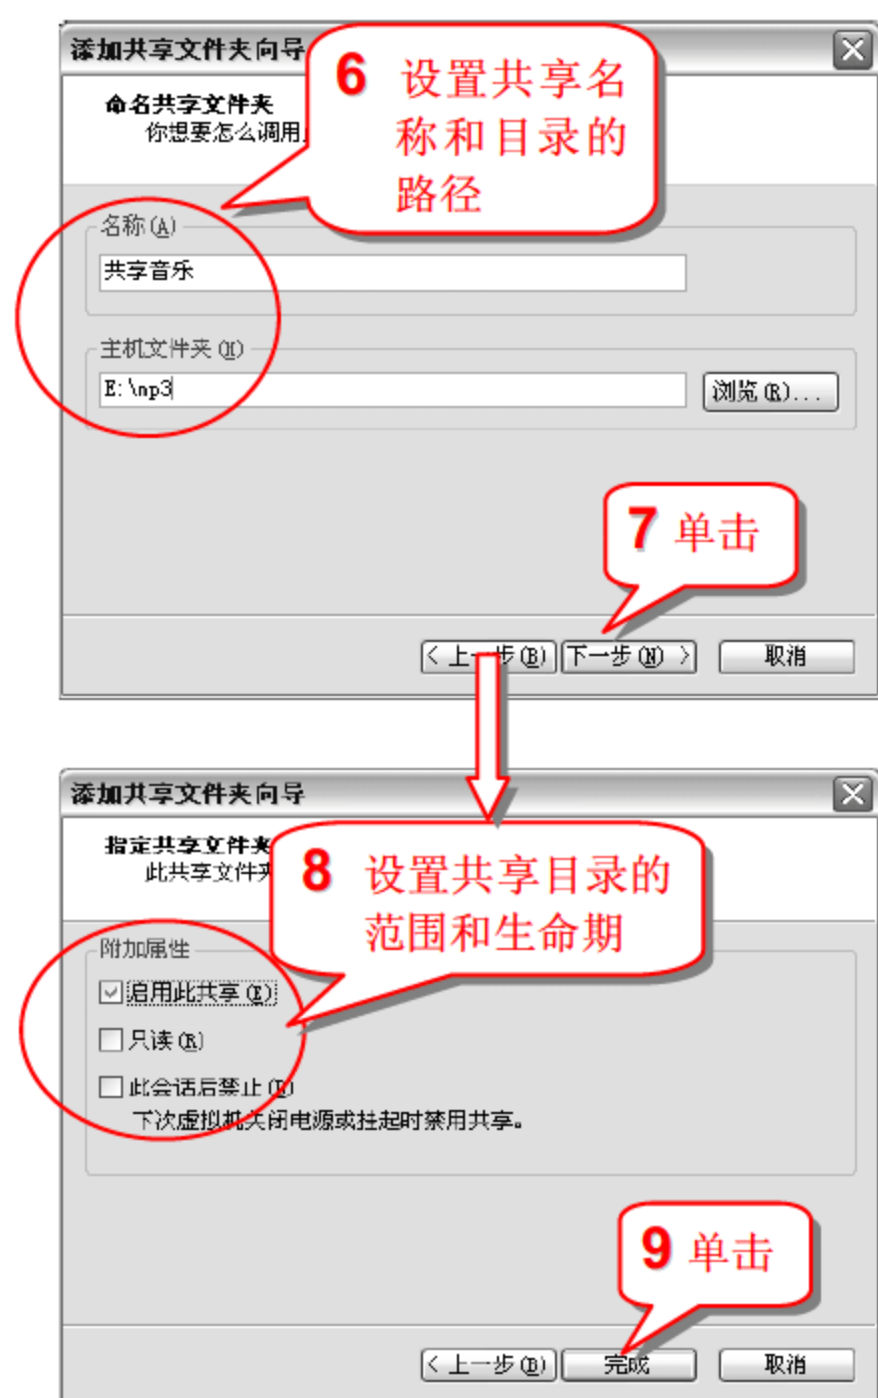 添加共享文件夹向导
6 设置共享名
称和目录的
路径
命名共享文件夹
你想要怎么调用
名称(A)
共享音乐
主机文件夹(H)
E:\mp3
浏览(R)...
7 单击
< 上一步(B)
下一步(N) >
取消
添加共享文件夹向导
指定共享文件夹
此共享文件夹
8 设置共享目录的
范围和生命期
附加属性
启用此共享(E)
只读(R)
此会话后禁止(D)
下次虚拟机关闭电源或挂起时禁用共享。
9 单击
< 上一步(B)
完成
取消